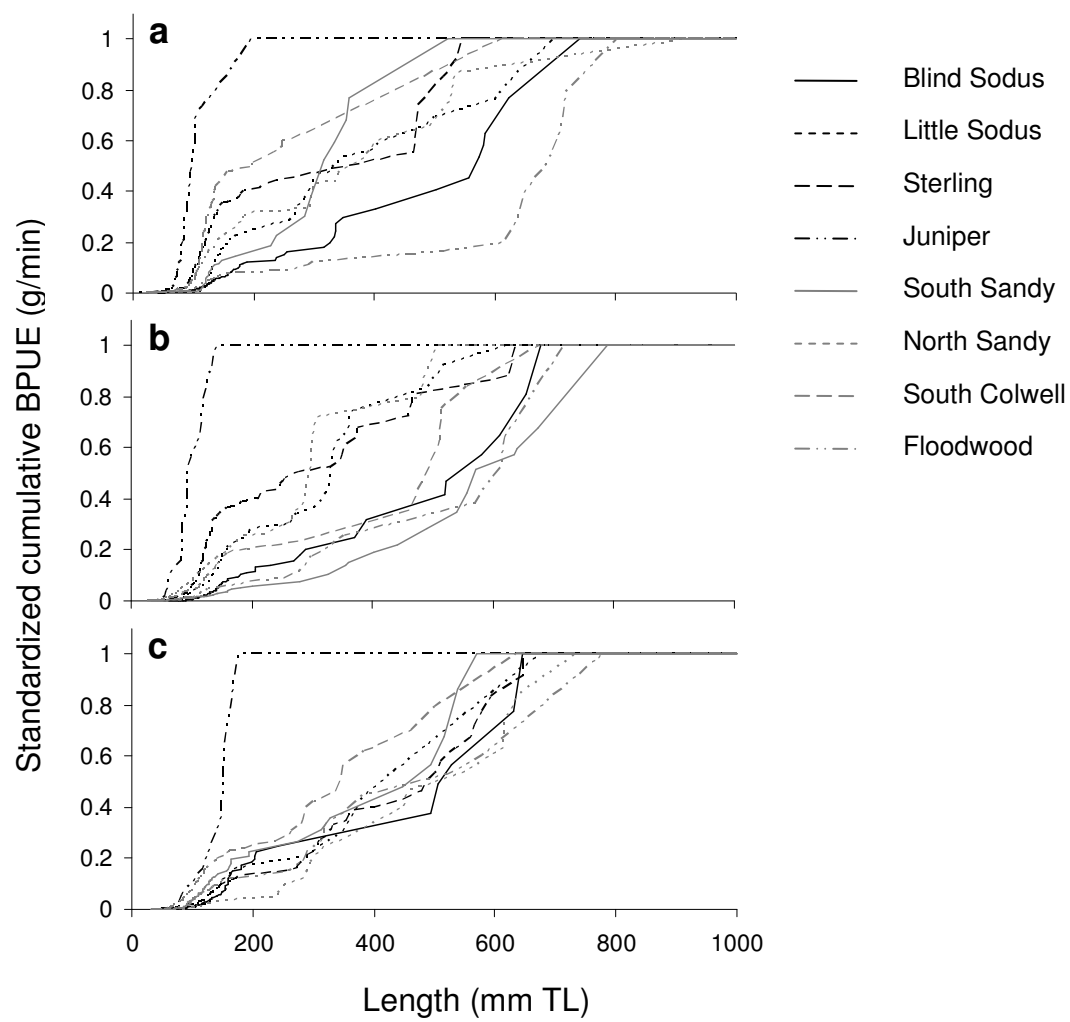 a
1
0.8
0.6
0.4
0.2
0
b
1
0.8
0.6
0.4
0.2
0
c
1
0.8
0.6
0.4
0.2
0
0 200 400 600 800 1000
Length (mm TL)
Standardized cumulative BPUE (g/min)
Blind Sodus
Little Sodus
Sterling
Juniper
South Sandy
North Sandy
South Colwell
Floodwood